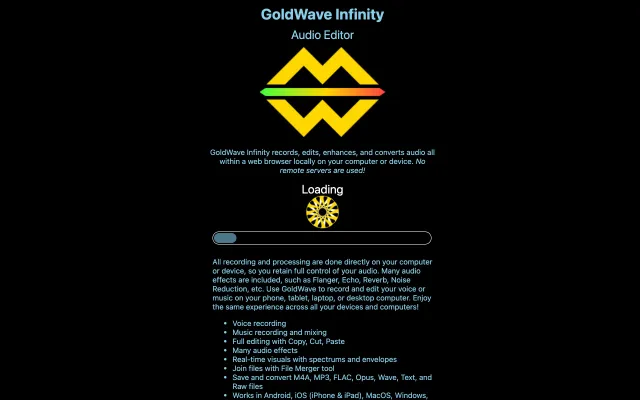 GoldWave Infinity
Audio Editor
GoldWave Infinity records, edits, enhances, and converts audio all
within a web browser locally on your computer or device. No
remote servers are used!
Loading
All recording and processing are done directly on your computer
or device, so you retain full control of your audio. Many audio
effects are included, such as Flanger, Echo, Reverb, Noise
Reduction, etc. Use GoldWave to record and edit your voice or
music on your phone, tablet, laptop, or desktop computer. Enjoy
the same experience across all your devices and computers!
• Voice recording
• Music recording and mixing
• Full editing with Copy, Cut, Paste
• Many audio effects
• Real-time visuals with spectrums and envelopes
• Join files with File Merger tool
• Save and convert M4A, MP3, FLAC, Opus, Wave, Text, and
Raw files
• Works in Android, iOS (iPhone & iPad), MacOS, Windows,